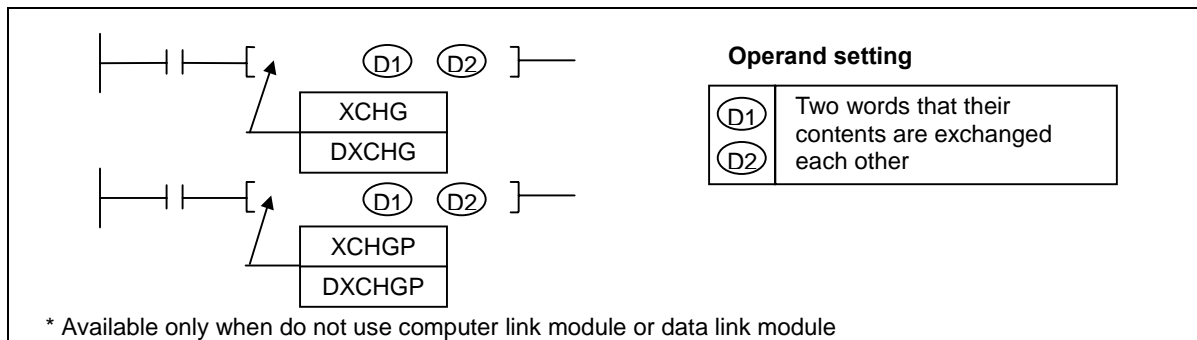 D1 D2
XCHG
DXCHG
D1 D2
XCHGP
DXCHGP
Operand setting
D1
D2
Two words that their
contents are exchanged
each other
* Available only when do not use computer link module or data link module